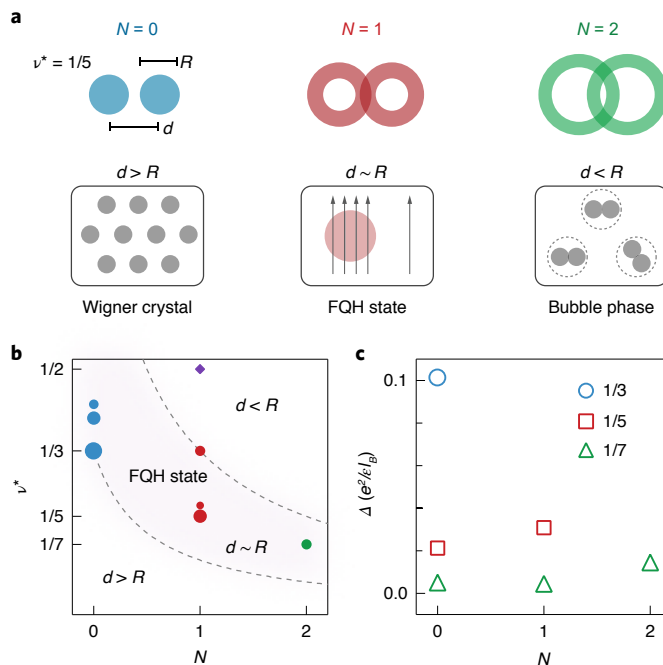 a
N = 0 N = 1 N = 2
ν* = 1/5
R
d
d > R d ~ R d < R
Wigner crystal FQH state Bubble phase
b c
1/2
1/3
1/5
1/7
ν*
d < R
FQH state
d ~ R
d > R
0 1 2
N
0.1
0.0
Δ (e²/εl_B)
1/3
1/5
1/7
0 1 2
N